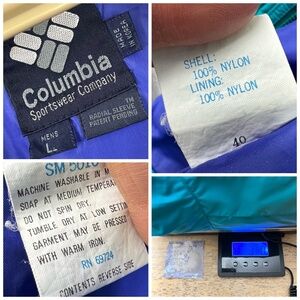 Columbia
Sportswear Company
MADE
IN KOREA
RADIAL SLEEVE TM
PATENT PENDING
MENS
L
SHELL:
100% NYLON
LINING:
100% NYLON
40
MACHINE WASHABLE IN
SOAP AT MEDIUM
DO NOT SPIN DRY.
TUMBLE DRY AT LOW
GARMENT MAY BE PRESSED
WITH WARM IRON.
RN 69724
CONTENTS REVERSE SIDE